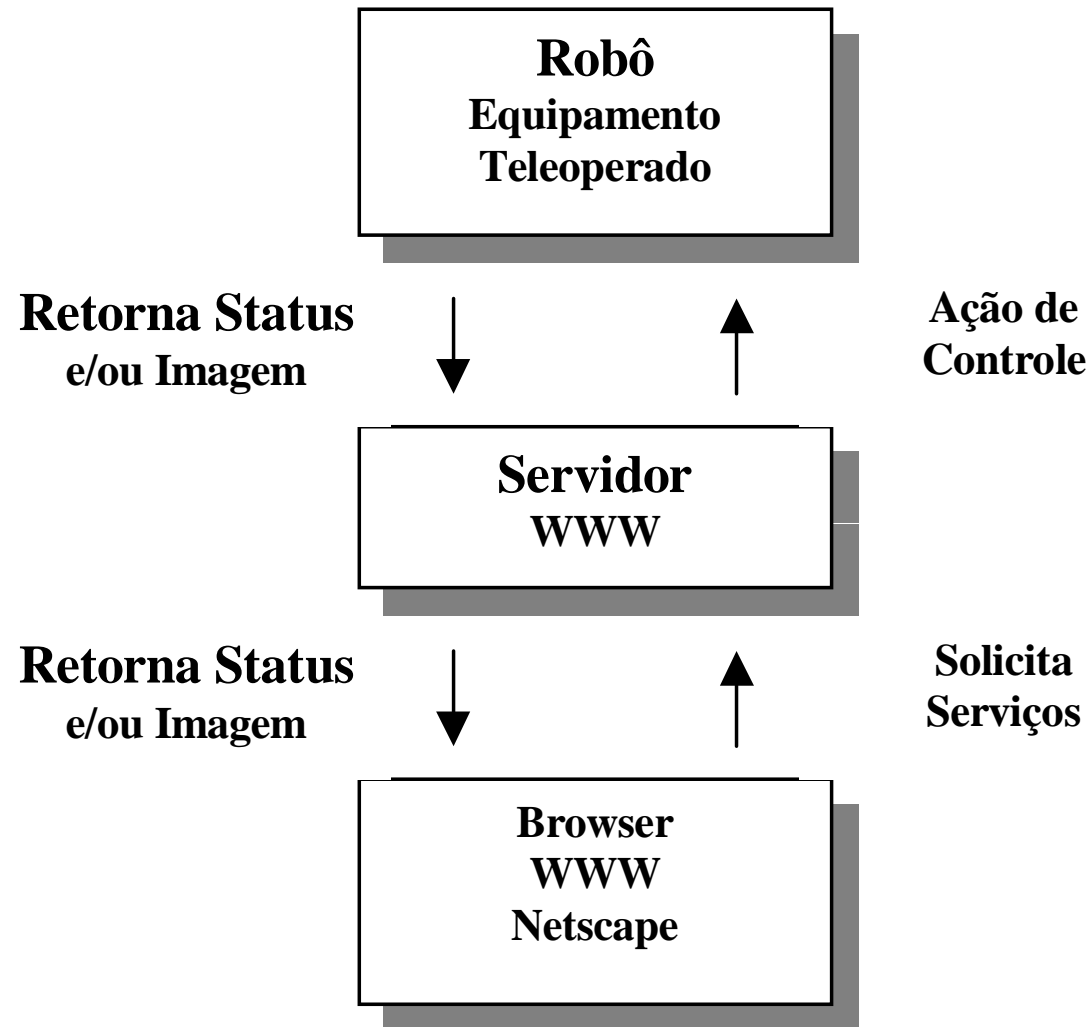 Robô
Equipamento
Teleoperado
Retorna Status
e/ou Imagem
Ação de
Controle
Servidor
WWW
Retorna Status
e/ou Imagem
Solicita
Serviços
Browser
WWW
Netscape